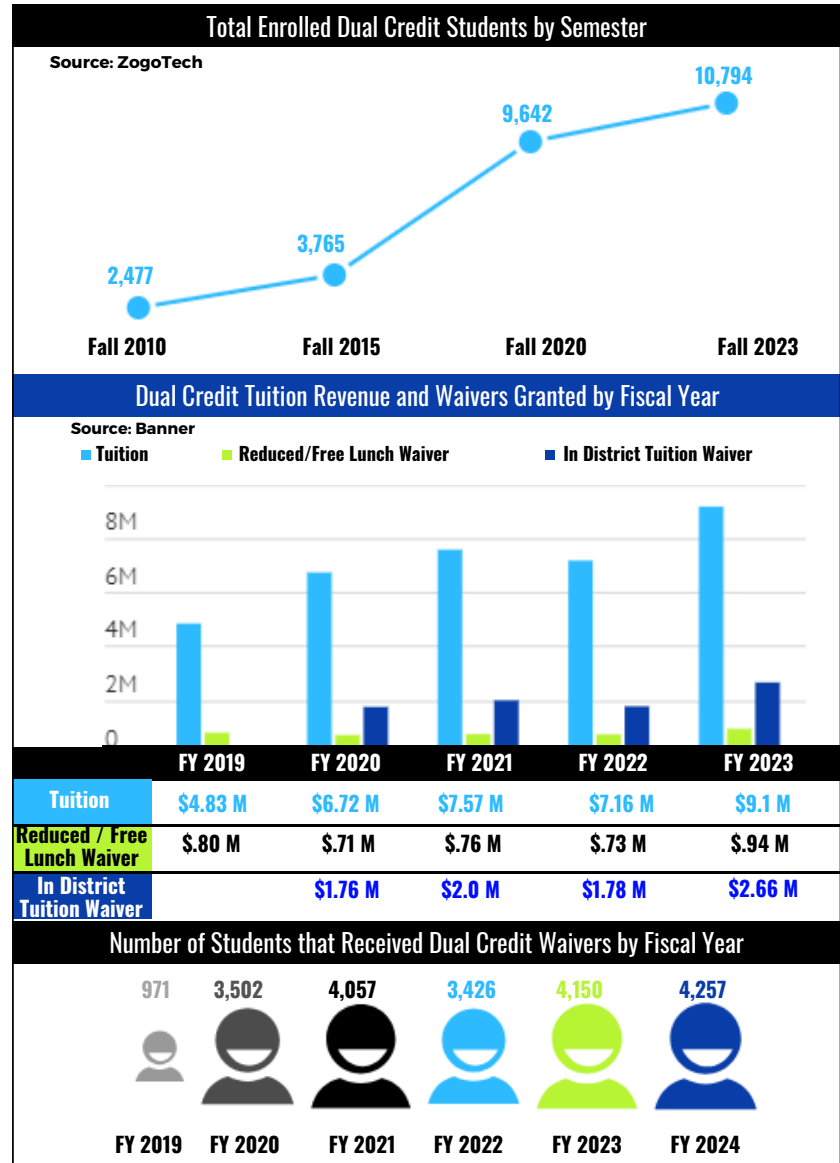 Total Enrolled Dual Credit Students by Semester
Source: ZogoTech
10,794
9,642
3,765
2,477
Fall 2010 Fall 2015 Fall 2020 Fall 2023
Dual Credit Tuition Revenue and Waivers Granted by Fiscal Year
Source: Banner
Tuition Reduced/Free Lunch Waiver In District Tuition Waiver
8M
6M
4M
2M
0
FY 2019 FY 2020 FY 2021 FY 2022 FY 2023
Tuition $4.83 M $6.72 M $7.57 M $7.16 M $9.1 M
Reduced / Free
Lunch Waiver $.80 M $.71 M $.76 M $.73 M $.94 M
In District
Tuition Waiver $1.76 M $2.0 M $1.78 M $2.66 M
Number of Students that Received Dual Credit Waivers by Fiscal Year
971 3,502 4,057 3,426 4,150 4,257
FY 2019 FY 2020 FY 2021 FY 2022 FY 2023 FY 2024